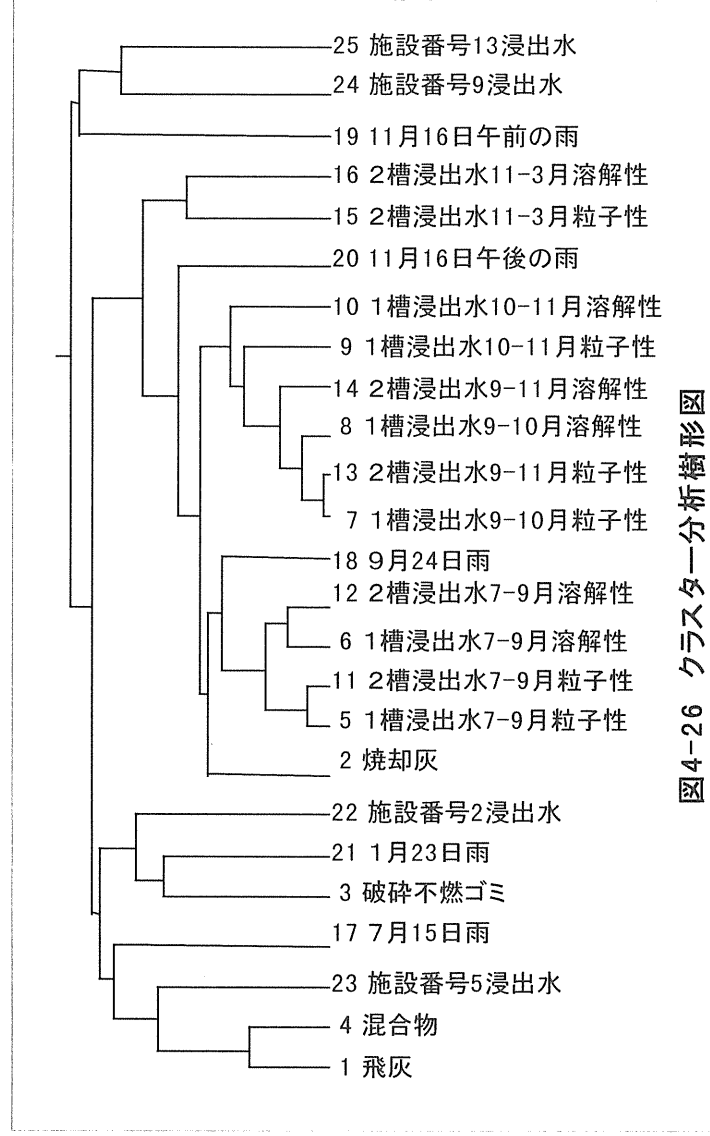 25 施設番号13浸出水
24 施設番号9浸出水
19 11月16日午前の雨
16 2槽浸出水11-3月溶解性
15 2槽浸出水11-3月粒子性
20 11月16日午後の雨
10 1槽浸出水10-11月溶解性
9 1槽浸出水10-11月粒子性
14 2槽浸出水9-11月溶解性
8 1槽浸出水9-10月溶解性
13 2槽浸出水9-11月粒子性
7 1槽浸出水9-10月粒子性
18 9月24日雨
12 2槽浸出水7-9月溶解性
6 1槽浸出水7-9月溶解性
11 2槽浸出水7-9月粒子性
5 1槽浸出水7-9月粒子性
2 焼却灰
22 施設番号2浸出水
21 1月23日雨
3 破砕不燃ゴミ
17 7月15日雨
23 施設番号5浸出水
4 混合物
1 飛灰
図4-26 クラスター分析樹形図